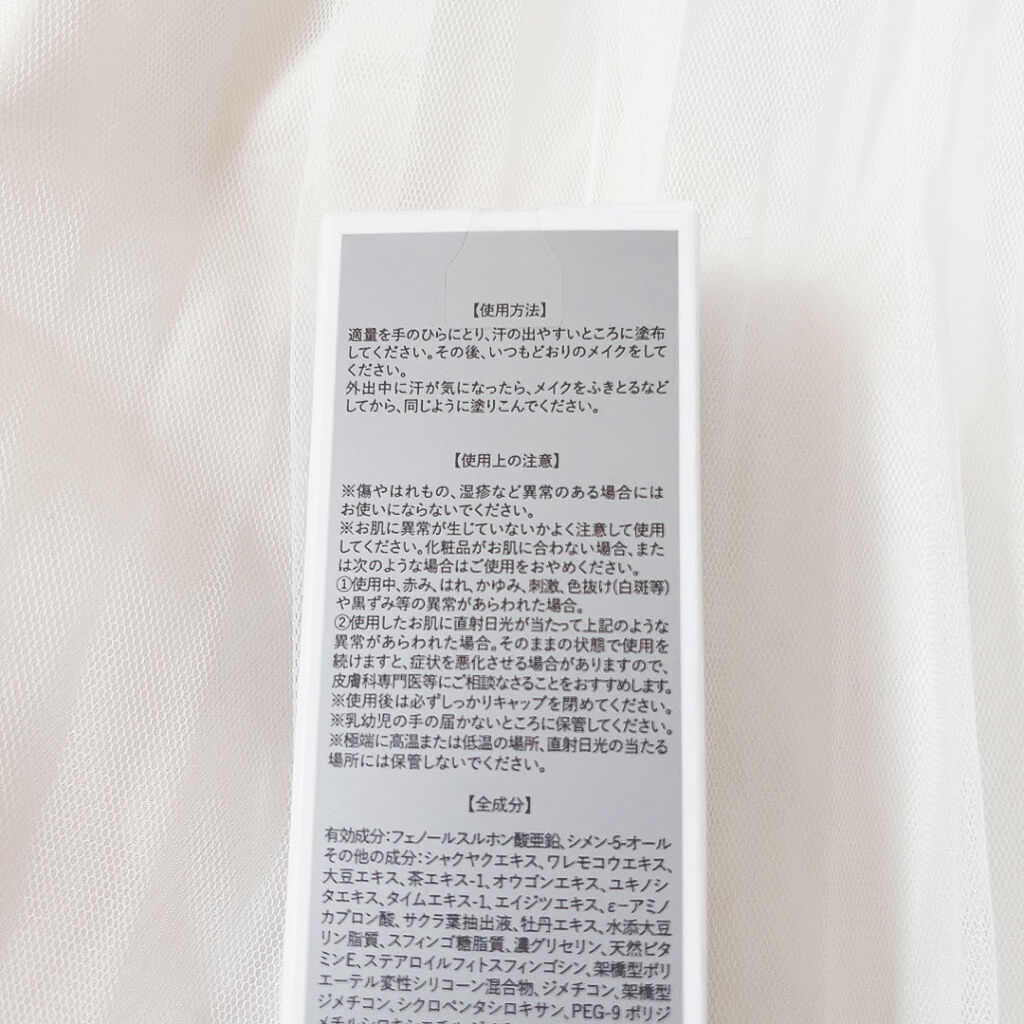 【使用方法】
適量を手のひらにとり、汗の出やすいところに塗布
してください。その後、いつもどおりのメイクをして
ください。
外出中に汗が気になったら、メイクをふきとるなど
してから、同じように塗りこんでください。
【使用上の注意】
※傷やはれもの、湿疹など異常のある場合には
お使いにならないでください。
※お肌に異常が生じていないかよく注意して使用
してください。化粧品がお肌に合わない場合、また
は次のような場合はご使用をおやめください。
①使用中、赤み、はれ、かゆみ、刺激、色抜け(白斑等)
や黒ずみ等の異常があらわれた場合。
②使用したお肌に直射日光が当たって上記のような
異常があらわれた場合。そのままの状態で使用を
続けますと、症状を悪化させる場合がありますので、
皮膚科専門医等にご相談なさることをおすすめします。
※使用後は必ずしっかりキャップを閉めてください。
※乳幼児の手の届かないところに保管してください。
※極端に高温または低温の場所、直射日光の当たる
場所には保管しないでください。
【全成分】
有効成分:フェノールスルホン酸亜鉛、シメン-5-オール
その他の成分:シャクヤクエキス、ワレモコウエキス、
大豆エキス、茶エキス-1、オウゴンエキス、ユキノシ
タエキス、タイムエキス-1、エイジツエキス、ε-アミノ
カプロン酸、サクラ葉抽出液、牡丹エキス、水添大豆
リン脂質、スフィンゴ糖脂質、濃グリセリン、天然ビタ
ミンE、ステアロイルフィトスフィンゴシン、架橋型ポリ
エーテル変性シリコーン混合物、ジメチコン、架橋型
ジメチコン、シクロペンタシロキサン、PEG-9 ポリジ